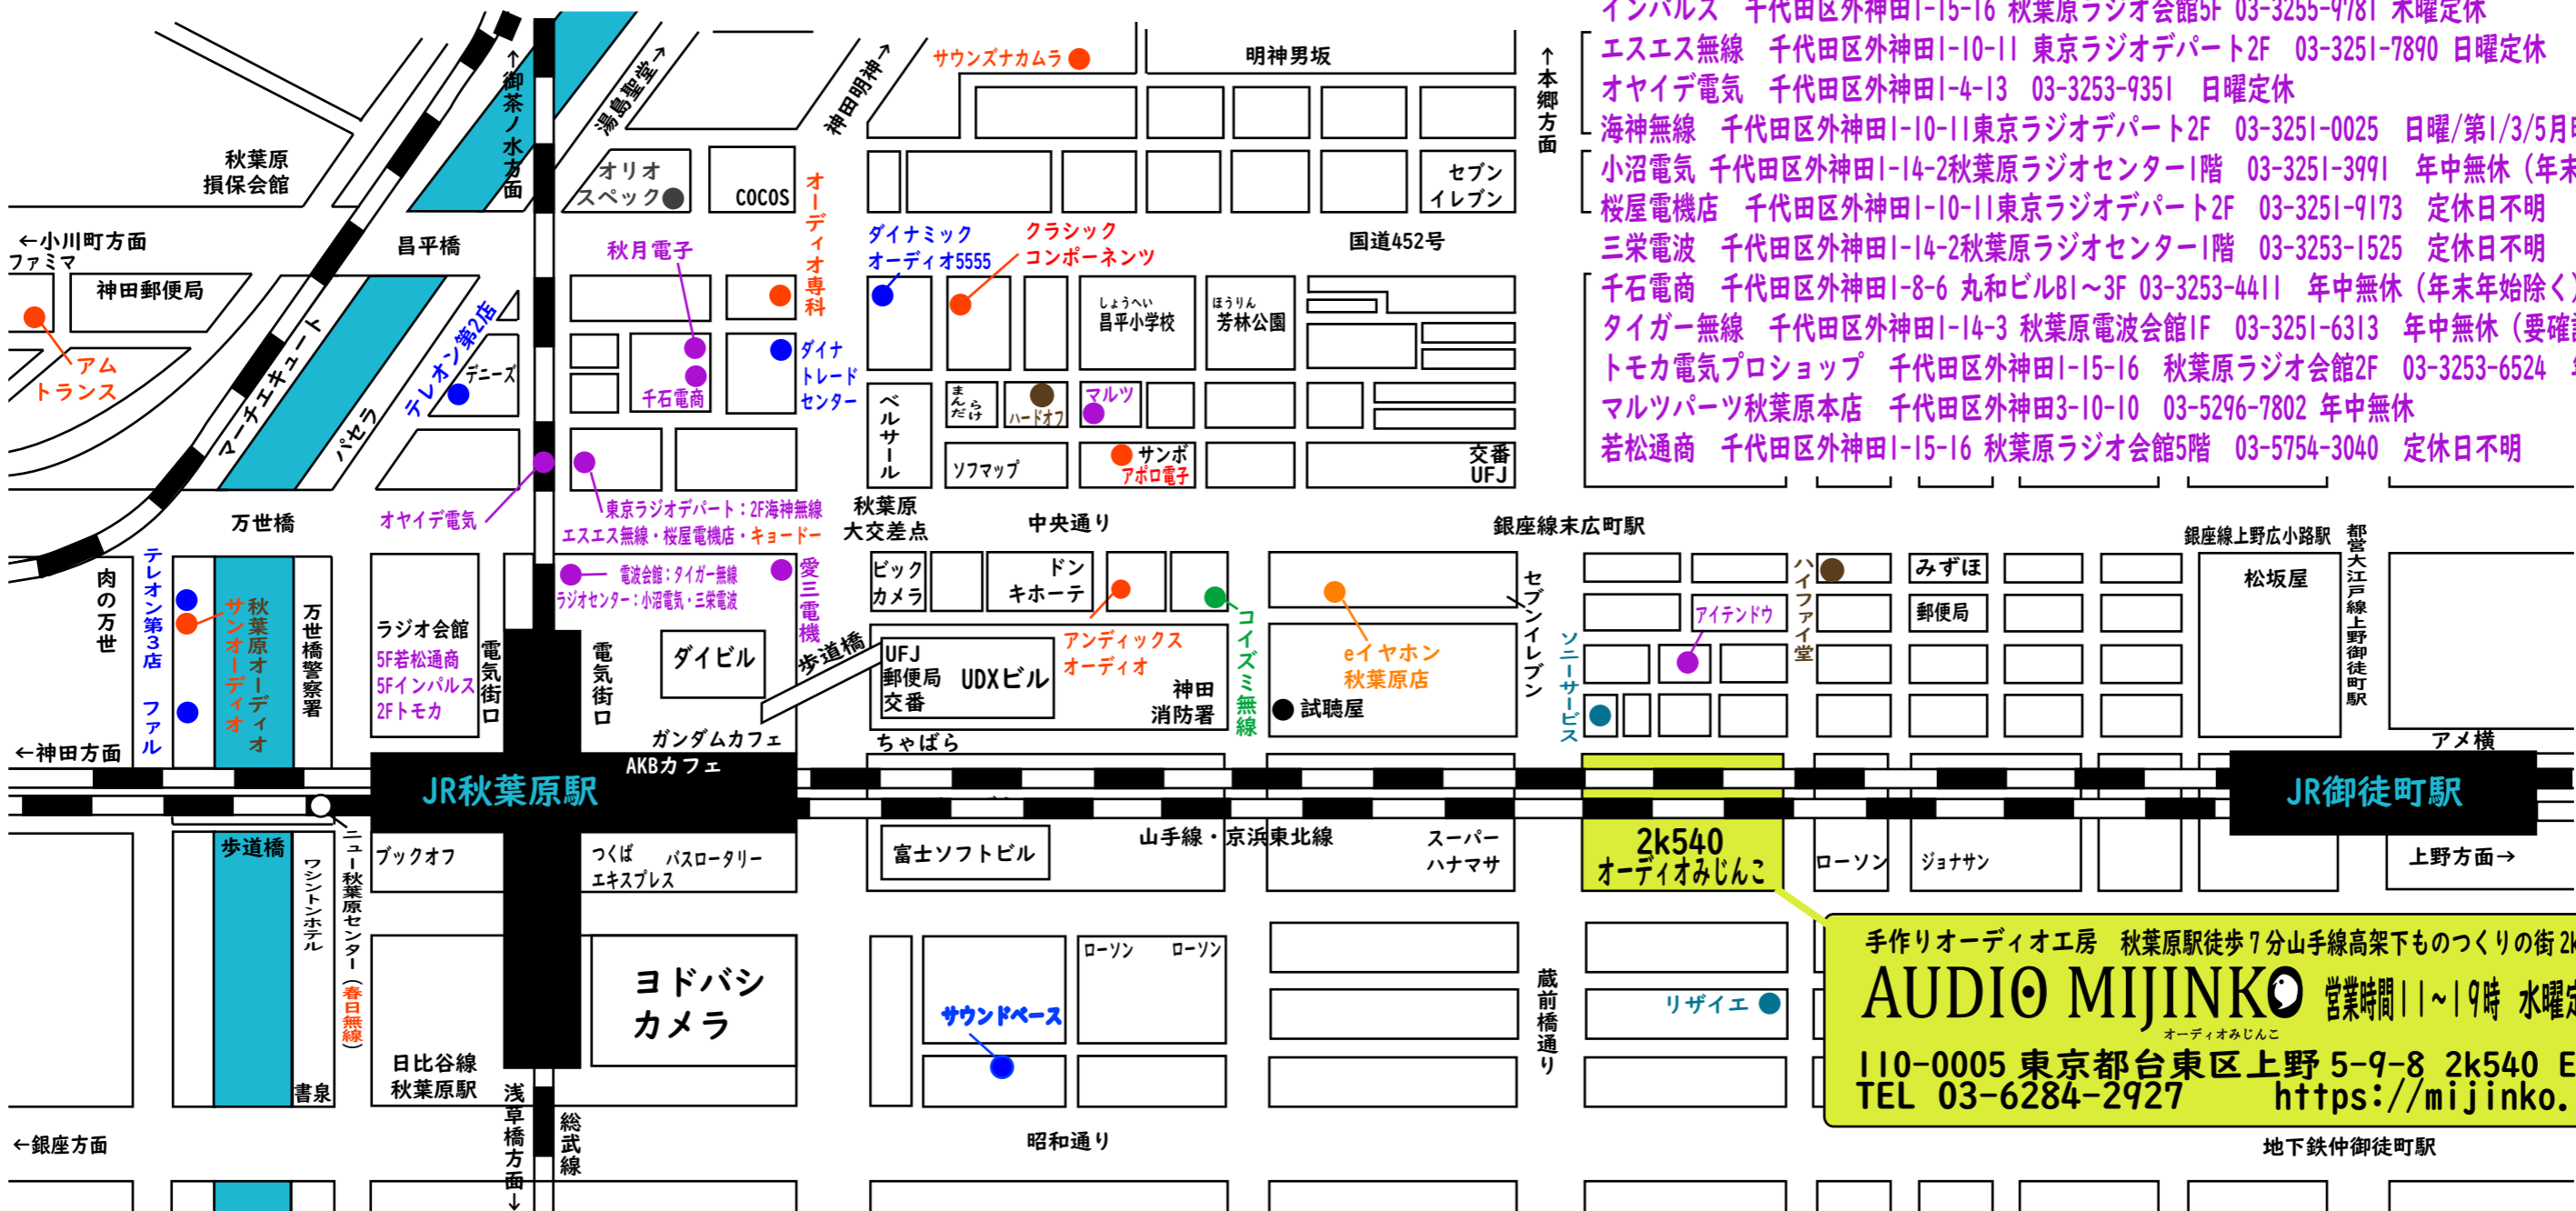 インパルス 千代田区外神田1-15-16 秋葉原ラジオ会館5F 03-3255-9781 木曜定休
エスエス無線 千代田区外神田1-10-11 東京ラジオデパート2F 03-3251-7890 日曜定休
オヤイデ電気 千代田区外神田1-4-13 03-3253-9351 日曜定休
海神無線 千代田区外神田1-10-11東京ラジオデパート2F 03-3251-0025 日曜/第1/3/5月
小沼電気 千代田区外神田1-14-2秋葉原ラジオセンター1階 03-3251-3991 年中無休（年末
桜屋電機店 千代田区外神田1-10-11東京ラジオデパート2F 03-3251-9173 定休日不明
三栄電波 千代田区外神田1-14-2秋葉原ラジオセンター1階 03-3253-1525 定休日不明
千石電商 千代田区外神田1-8-6 丸和ビルB1～3F 03-3253-4411 年中無休（年末年始除く）
タイガー無線 千代田区外神田1-14-3 秋葉原電波会館1F 03-3251-6313 年中無休（要確
トモカ電気プロショップ 千代田区外神田1-15-16 秋葉原ラジオ会館2F 03-3253-6524
マルツパーツ秋葉原本店 千代田区外神田3-10-10 03-5296-7802 年中無休
若松通商 千代田区外神田1-15-16 秋葉原ラジオ会館5階 03-5754-3040 定休日不明
↑御茶ノ水方面
湯島聖堂→
神田明神→
サウンズナカムラ
明神男坂
↑本郷方面
秋葉原
損保会館
オリオ
スペック
COCOS
オーディオ専科
セブン
イレブン
←小川町方面
ファミマ
昌平橋
秋月電子
ダイナミック
オーディオ5555
クラシック
コンポーネンツ
国道452号
神田郵便局
アム
トランス
マーチエキュート
パセラ
テレオン第2店
デニーズ
千石電商
ダイナ
トレード
センター
しょうへい
昌平小学校
ほうりん
芳林公園
ベルサール
まんだらけ
ハードオフ
マルツ
ソフマップ
サンボ
アポロ電子
交番
UFJ
万世橋
オヤイデ電気
東京ラジオデパート：2F海神無線
エスエス無線・桜屋電機店・キョードー
秋葉原
大交差点
中央通り
銀座線末広町駅
銀座線上野広小路駅
都営大江戸線上野御徒町駅
肉の万世
テレオン第3店
ファル
サンオーディオ
秋葉原オーディオ
万世橋警察署
ラジオ会館
5F若松通商
5Fインパルス
2Fトモカ
電気街口
電気街口
電波会館：タイガー無線
ラジオセンター：小沼電気・三栄電波
愛三電機
ダイビル
歩道橋
ビック
カメラ
ドン
キホーテ
UFJ
郵便局
交番
UDXビル
アンディックス
オーディオ
神田
消防署
コイズミ無線
eイヤホン
秋葉原店
試聴屋
セブンイレブン
ソニーサービス
アイテンドウ
ハイファイ堂
みずほ
郵便局
松坂屋
←神田方面
ガンダムカフェ
AKBカフェ
ちゃばら
アメ横
JR秋葉原駅
JR御徒町駅
山手線・京浜東北線
歩道橋
ワシントンホテル
ニュー秋葉原センター（春日無線）
ブックオフ
つくば
エキスプレス
バスロータリー
富士ソフトビル
スーパー
ハナマサ
2k540
オーディオみじんこ
ローソン
ジョナサン
上野方面→
ヨドバシ
カメラ
ローソン
ローソン
サウンドベース
蔵前橋通り
リザイエ
手作りオーディオ工房 秋葉原駅徒歩7分山手線高架下ものつくりの街2k
AUDIO MIJINKO
オーディオみじんこ
営業時間11~19時 水曜定
110-0005 東京都台東区上野 5-9-8 2k540 E
TEL 03-6284-2927 https://mijinko.
書泉
日比谷線
秋葉原駅
浅草橋方面→
総武線
←銀座方面
昭和通り
地下鉄仲御徒町駅